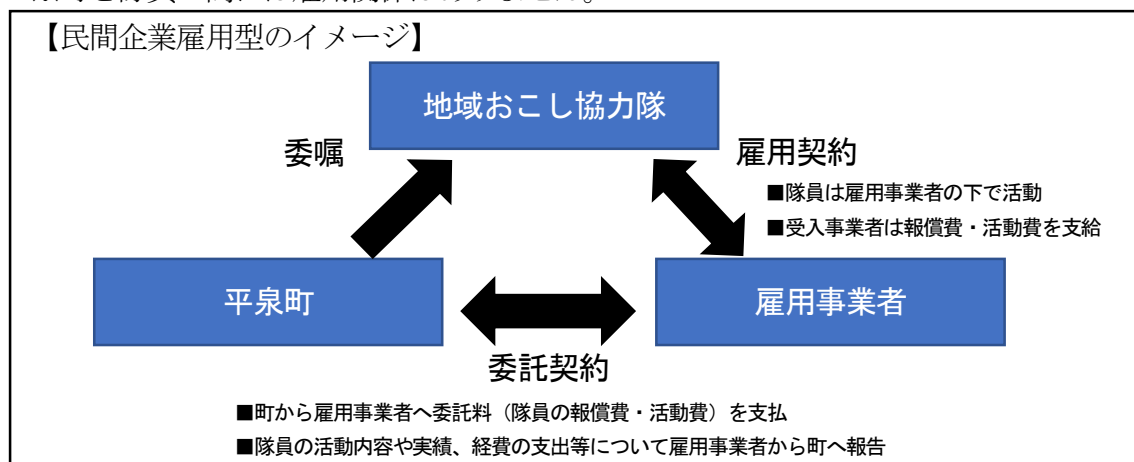 【民間企業雇用型のイメージ】
地域おこし協力隊
委嘱
雇用契約
■隊員は雇用事業者の下で活動
■受入事業者は報償費・活動費を支給
平泉町
雇用事業者
委託契約
■町から雇用事業者へ委託料（隊員の報償費・活動費）を支払
■隊員の活動内容や実績、経費の支出等について雇用事業者から町へ報告